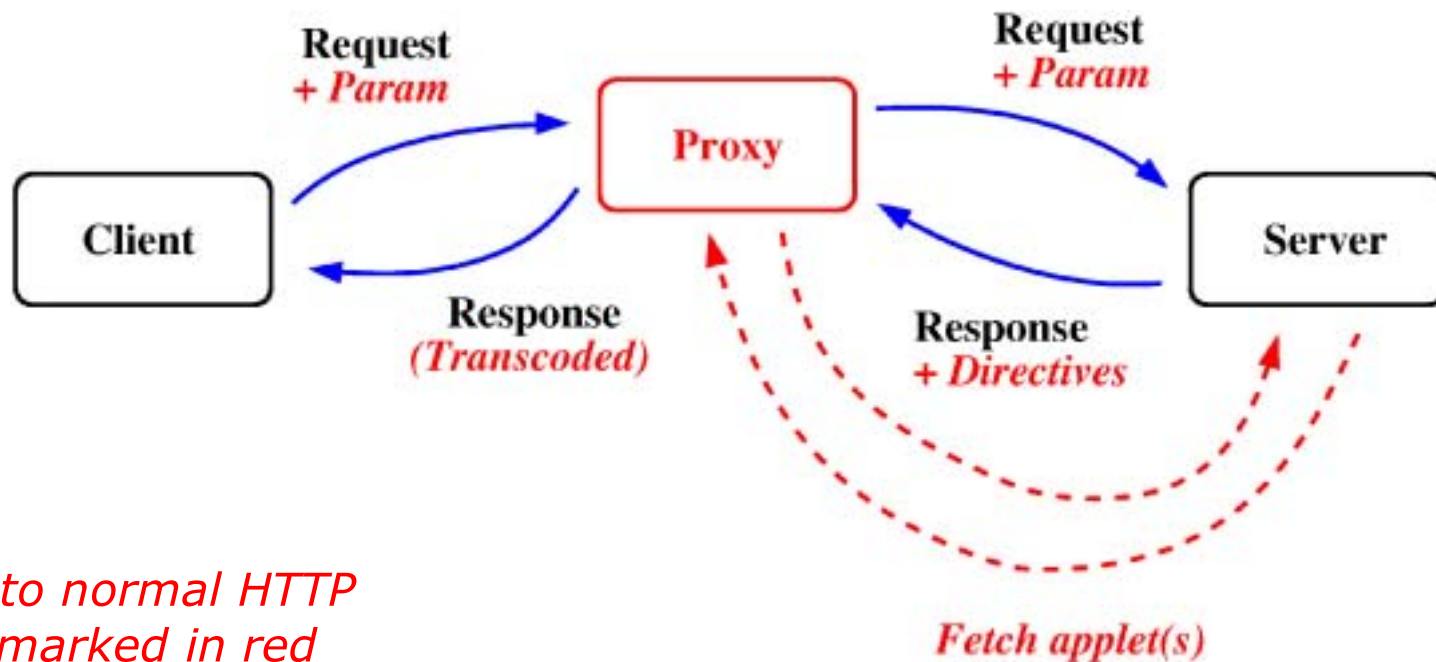 Request
+ Param
Request
+ Param
Proxy
Client
Server
Response
(Transcoded)
Response
+ Directives
to normal HTTP
marked in red
Fetch applet(s)